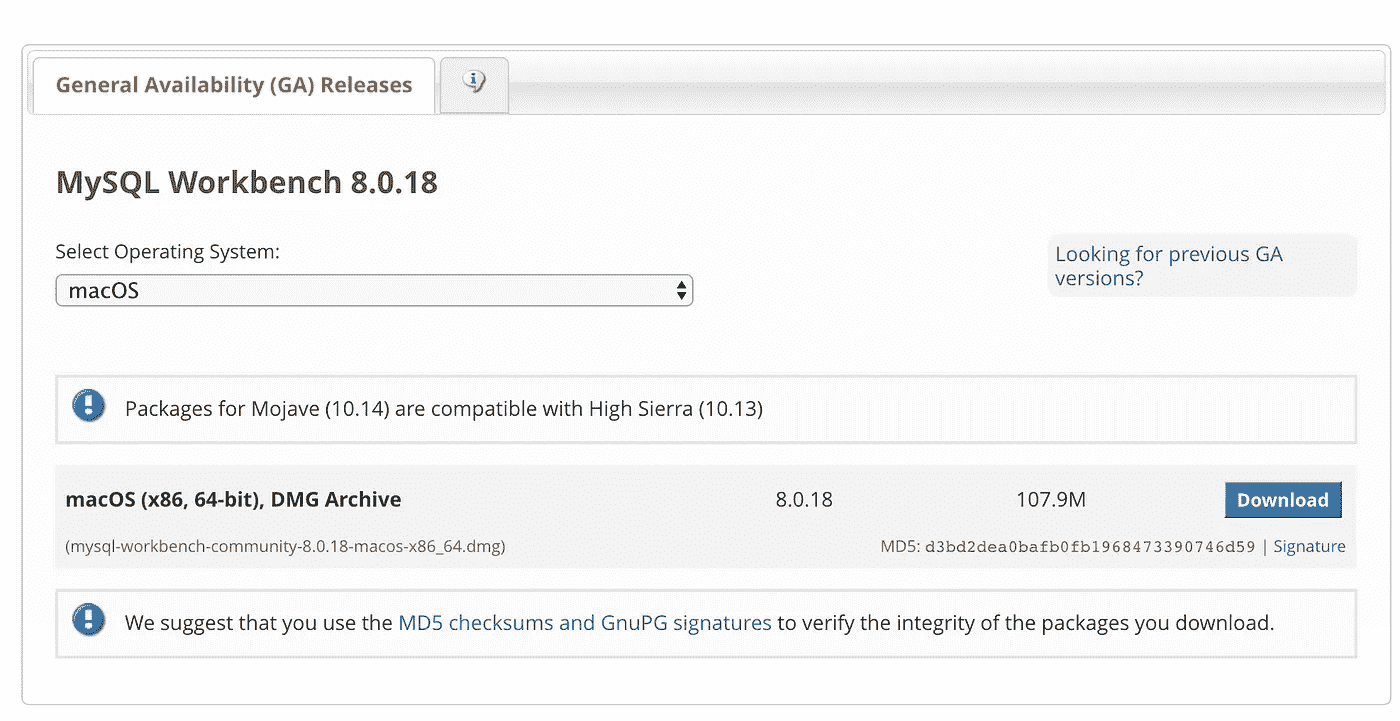 General Availability (GA) Releases
MySQL Workbench 8.0.18
Select Operating System:
macOS
Looking for previous GA
versions?
Packages for Mojave (10.14) are compatible with High Sierra (10.13)
macOS (x86, 64-bit), DMG Archive 8.0.18 107.9M Download
(mysql-workbench-community-8.0.18-macos-x86_64.dmg) MD5: d3bd2dea0bafb0fb1968473390746d59 | Signature
We suggest that you use the MD5 checksums and GnuPG signatures to verify the integrity of the packages you download.